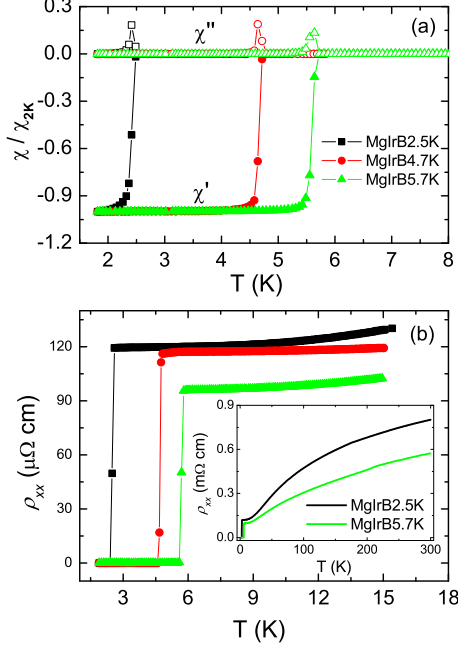 (a)
χ''
χ'
χ / χ2K
0.3
0.0
-0.3
-0.6
-0.9
-1.2
MgIrB2.5K
MgIrB4.7K
MgIrB5.7K
2 3 4 5 6 7 8
T (K)
(b)
ρxx (μΩ cm)
120
90
60
30
0
3 6 9 12 15 18
T (K)
ρxx (mΩ cm)
0.9
0.6
0.3
0.0
MgIrB2.5K
MgIrB5.7K
0 100 200 300
T (K)